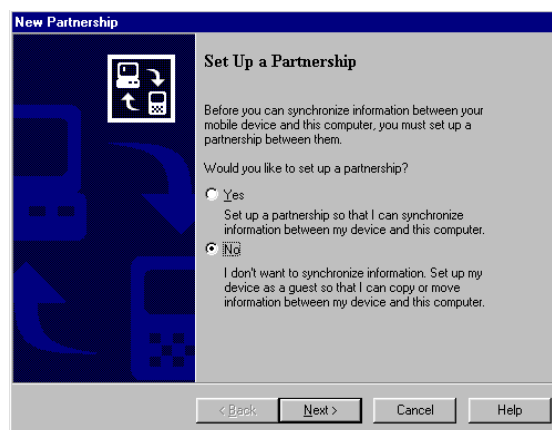 New Partnership
Set Up a Partnership
Before you can synchronize information between your
mobile device and this computer, you must set up a
partnership between them.
Would you like to set up a partnership?
Yes
Set up a partnership so that I can synchronize
information between my device and this computer.
No
I don't want to synchronize information. Set up my
device as a guest so that I can copy or move
information between my device and this computer.
< Back
Next >
Cancel
Help